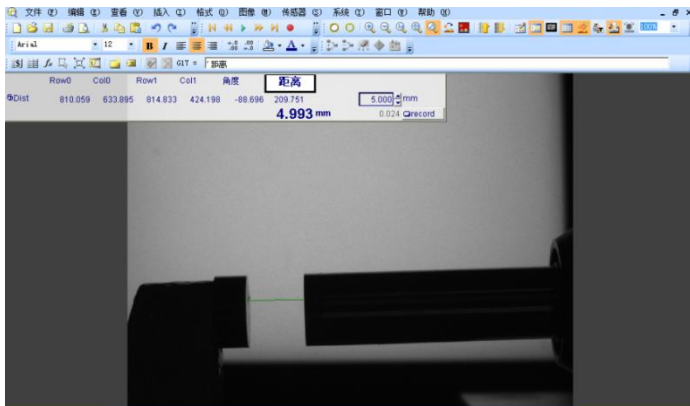 文件(F) 编辑(E) 查看(V) 插入(I) 格式(O) 图像(M) 传感器(S) 系统(I) 窗口(W) 帮助(H)
100%
Arial 12 B I A
fx G17 = 距离
Row0 Col0 Row1 Col1 角度 距离
Dist 810.059 633.895 814.833 424.198 -88.696 209.751 5.000 mm
4.993 mm 0.024 record